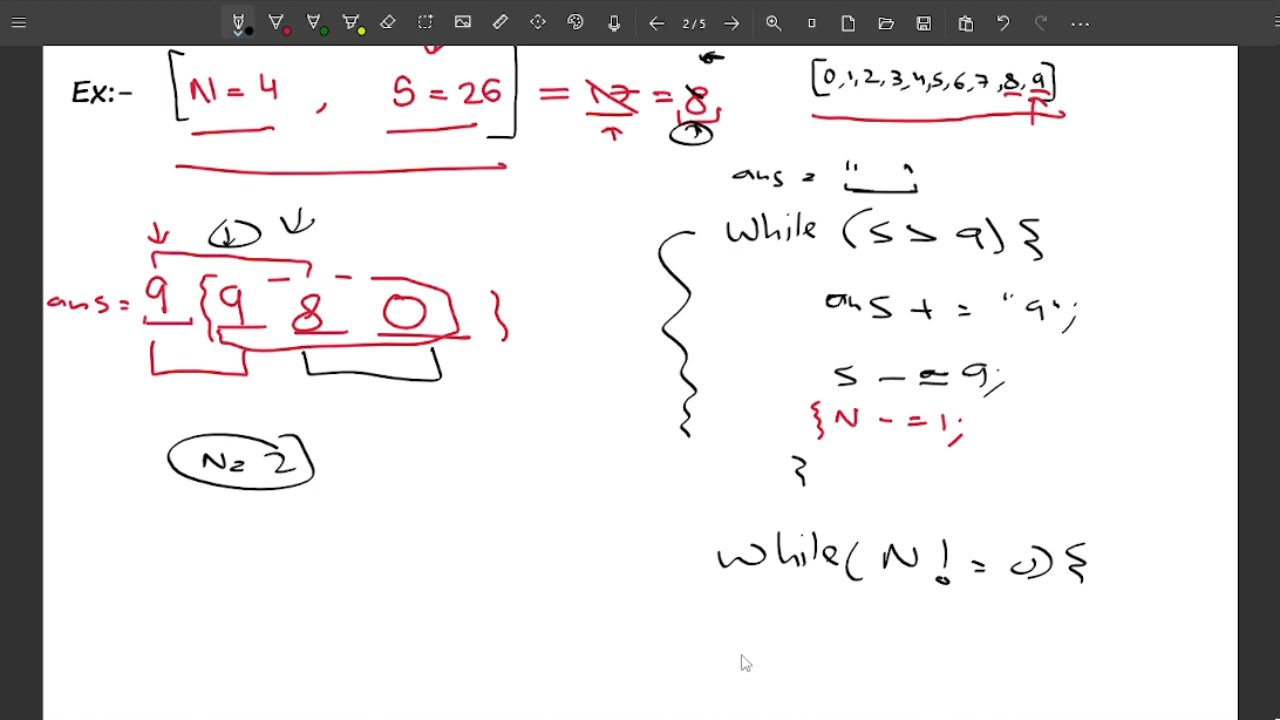 2/5
Ex:- [N = 4 , S = 26] = 17 = 8
[0,1,2,3,4,5,6,7,8,9]
ans = " "
while (S > 9) {
ans += "9";
S -= 9;
{ N -= 1;
}
while( N != 0) {
ans = 9 { 9 8 0 }
N = 2